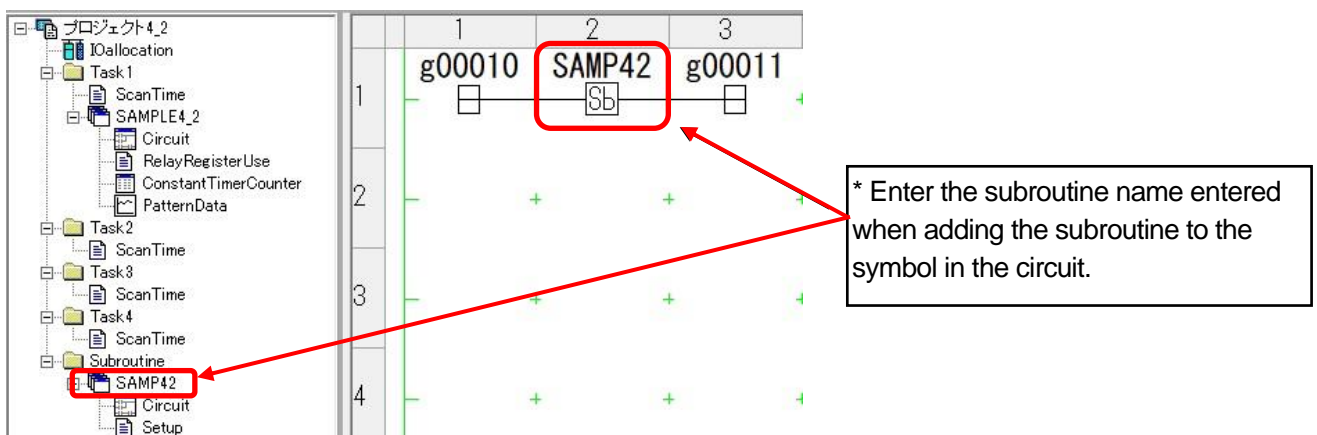 プロジェクト4_2
IOallocation
Task1
ScanTime
SAMPLE4_2
Circuit
RelayRegisterUse
ConstantTimerCounter
PatternData
Task2
ScanTime
Task3
ScanTime
Task4
ScanTime
Subroutine
SAMP42
Circuit
Setup
1 2 3
g00010 SAMP42 g00011
1
Sb
2
3
4
* Enter the subroutine name entered
when adding the subroutine to the
symbol in the circuit.